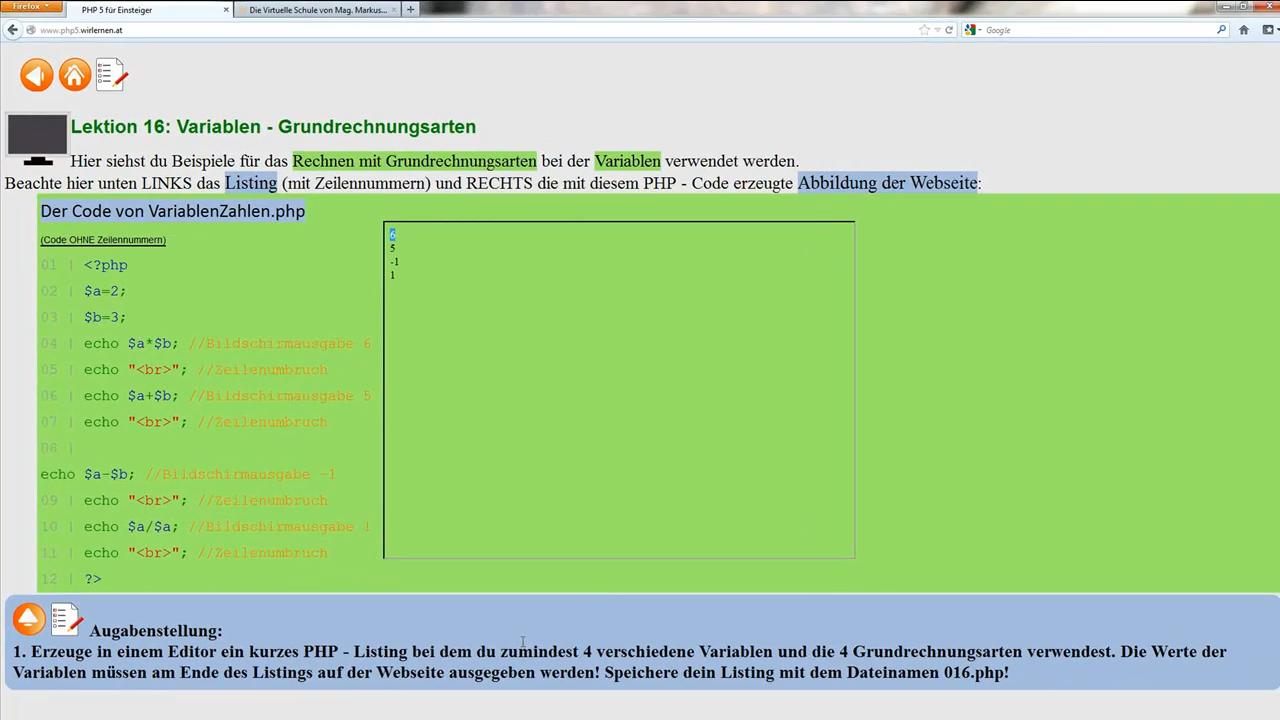 Firefox
PHP 5 für Einsteiger
Die Virtuelle Schule von Mag. Markus...
www.php5.wirlernen.at
Google
Lektion 16: Variablen - Grundrechnungsarten
Hier siehst du Beispiele für das Rechnen mit Grundrechnungsarten bei der Variablen verwendet werden.
Beachte hier unten LINKS das Listing (mit Zeilennummern) und RECHTS die mit diesem PHP - Code erzeugte Abbildung der Webseite:
Der Code von VariablenZahlen.php
(Code OHNE Zeilennummern)
01 | <?php
02 | $a=2;
03 | $b=3;
04 | echo $a*$b; //Bildschirmausgabe 6
05 | echo "<br>"; //Zeilenumbruch
06 | echo $a+$b; //Bildschirmausgabe 5
07 | echo "<br>"; //Zeilenumbruch
06 |
echo $a-$b; //Bildschirmausgabe -1
09 | echo "<br>"; //Zeilenumbruch
10 | echo $a/$a; //Bildschirmausgabe 1
11 | echo "<br>"; //Zeilenumbruch
12 | ?>
6
5
-1
1
Augabenstellung:
1. Erzeuge in einem Editor ein kurzes PHP - Listing bei dem du zumindest 4 verschiedene Variablen und die 4 Grundrechnungsarten verwendest. Die Werte der
Variablen müssen am Ende des Listings auf der Webseite ausgegeben werden! Speichere dein Listing mit dem Dateinamen 016.php!